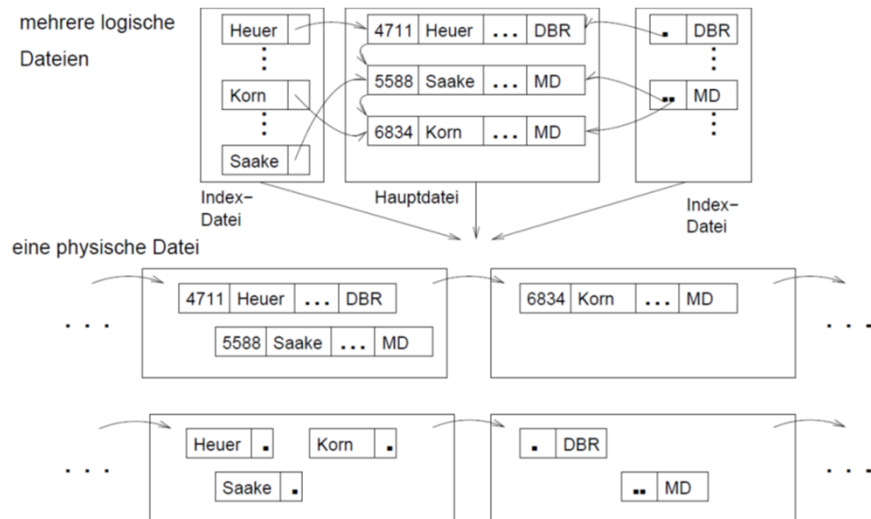 mehrere logische
Dateien
Heuer
Korn
Saake
Index-
Datei
4711 Heuer ... DBR
5588 Saake ... MD
6834 Korn ... MD
Hauptdatei
DBR
MD
Index-
Datei
eine physische Datei
...
4711 Heuer ... DBR
5588 Saake ... MD
6834 Korn ... MD
...
...
Heuer
Korn
Saake
DBR
MD
...